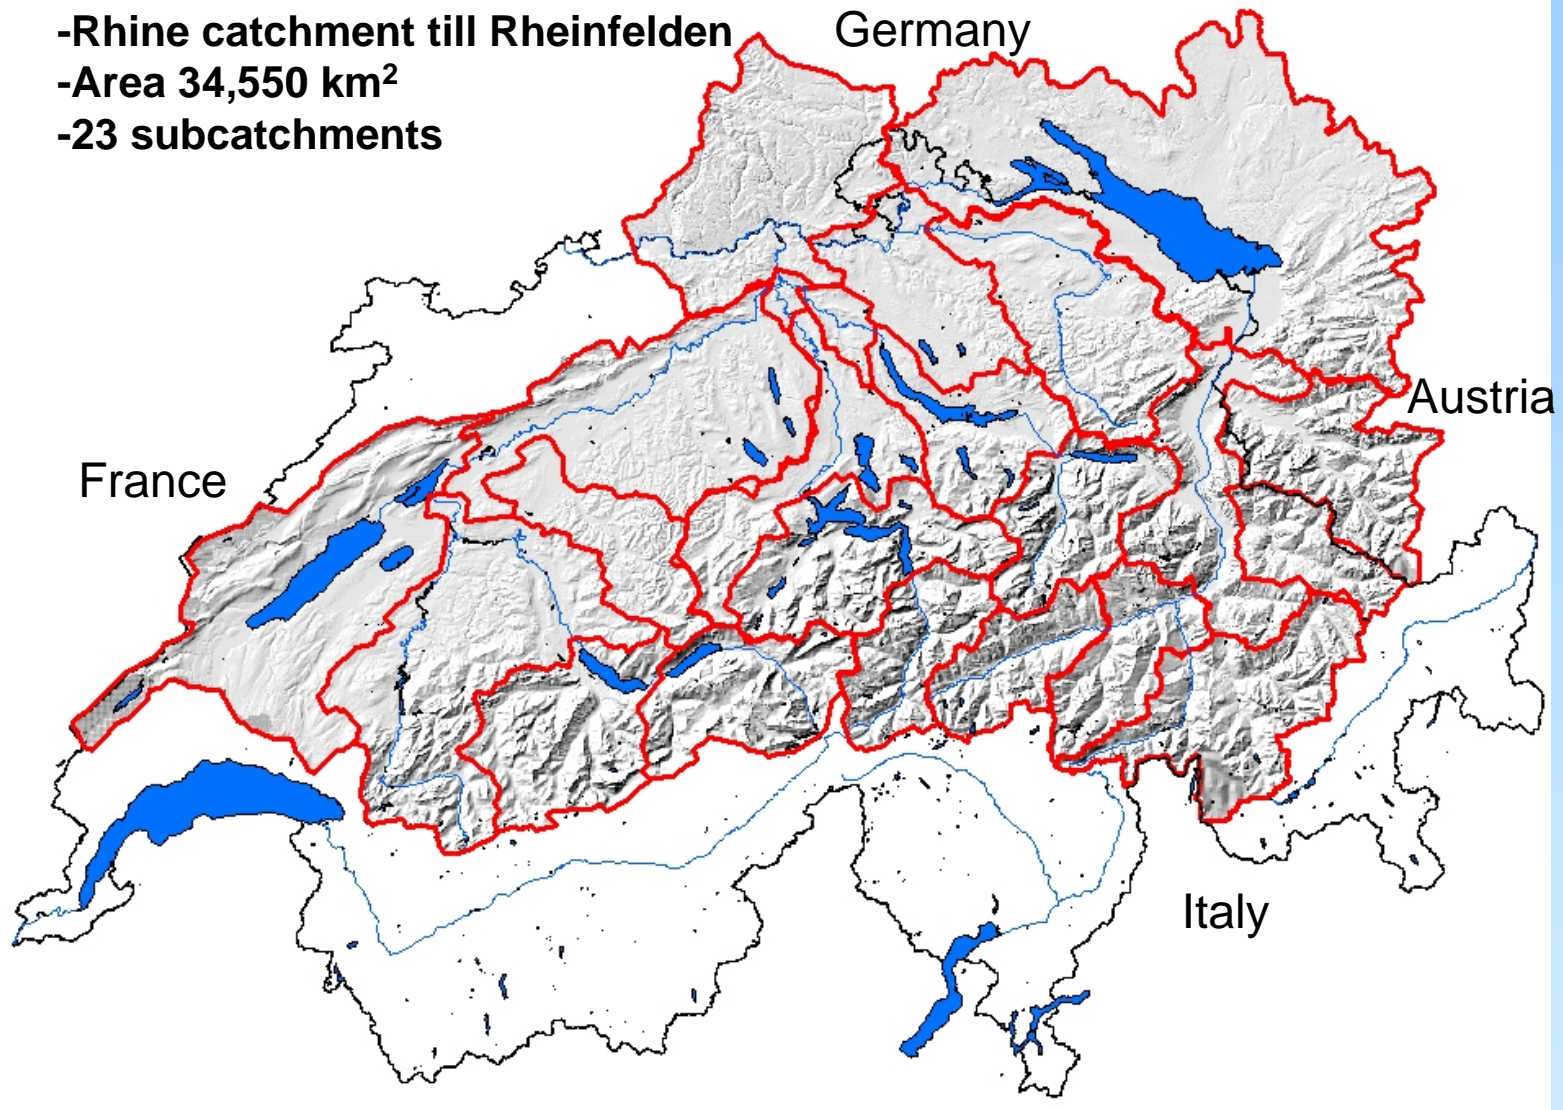 -Rhine catchment till Rheinfelden
-Area 34,550 km²
-23 subcatchments
Germany
Austria
France
Italy